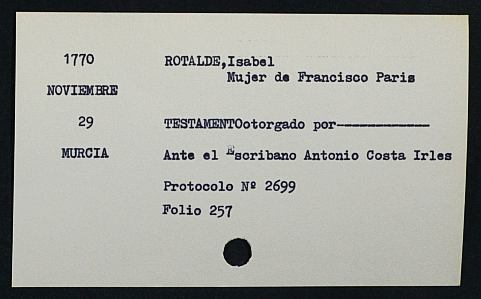 1770
ROTALDE,Isabel
Mujer de Francisco Paris
NOVIEMBRE
29
TESTAMENTOotorgado por------------
MURCIA
Ante el Escribano Antonio Costa Irles
Protocolo Nº 2699
Folio 257